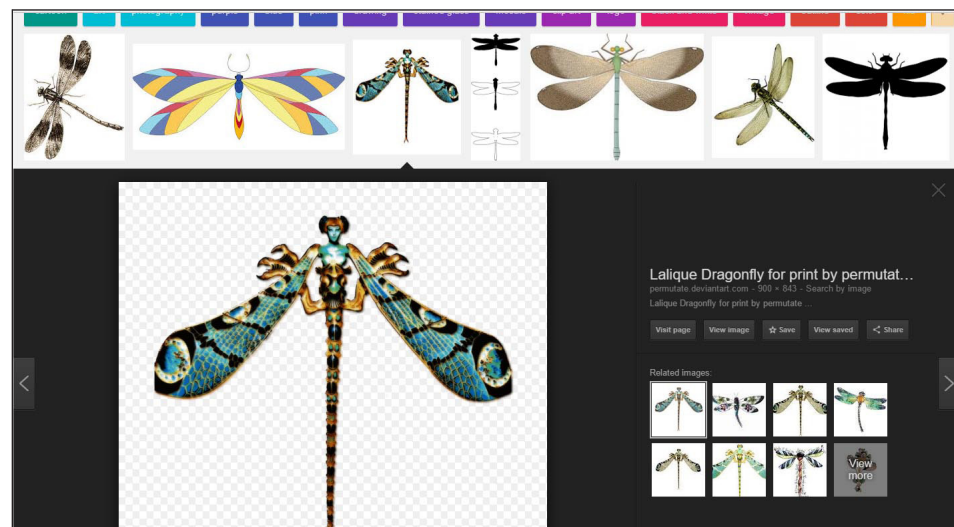 Lalique Dragonfly for print by permutat...
permutate.deviantart.com - 900 × 843 - Search by image
Lalique Dragonfly for print by permutate ...
Visit page View image Save View saved Share
Related images:
View
more